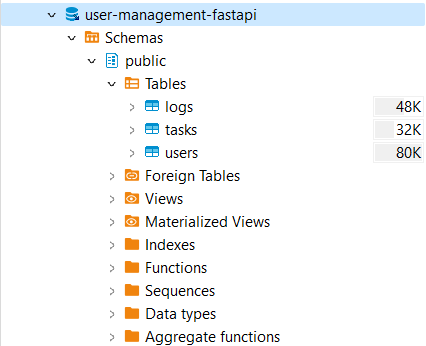 user-management-fastapi
Schemas
public
Tables
logs 48K
tasks 32K
users 80K
Foreign Tables
Views
Materialized Views
Indexes
Functions
Sequences
Data types
Aggregate functions